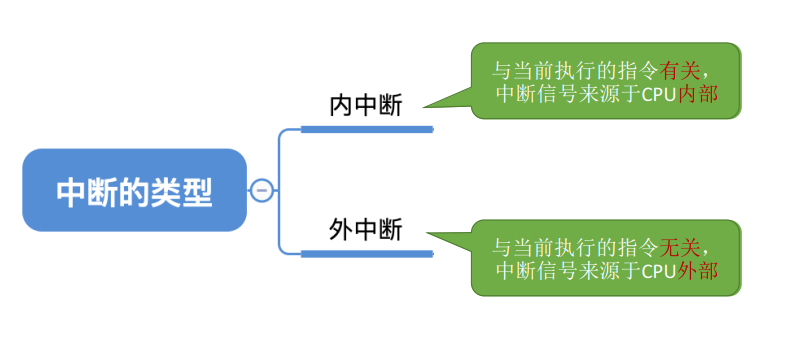 与当前执行的指令有关，
中断信号来源于CPU内部
内中断
中断的类型
外中断
与当前执行的指令无关，
中断信号来源于CPU外部